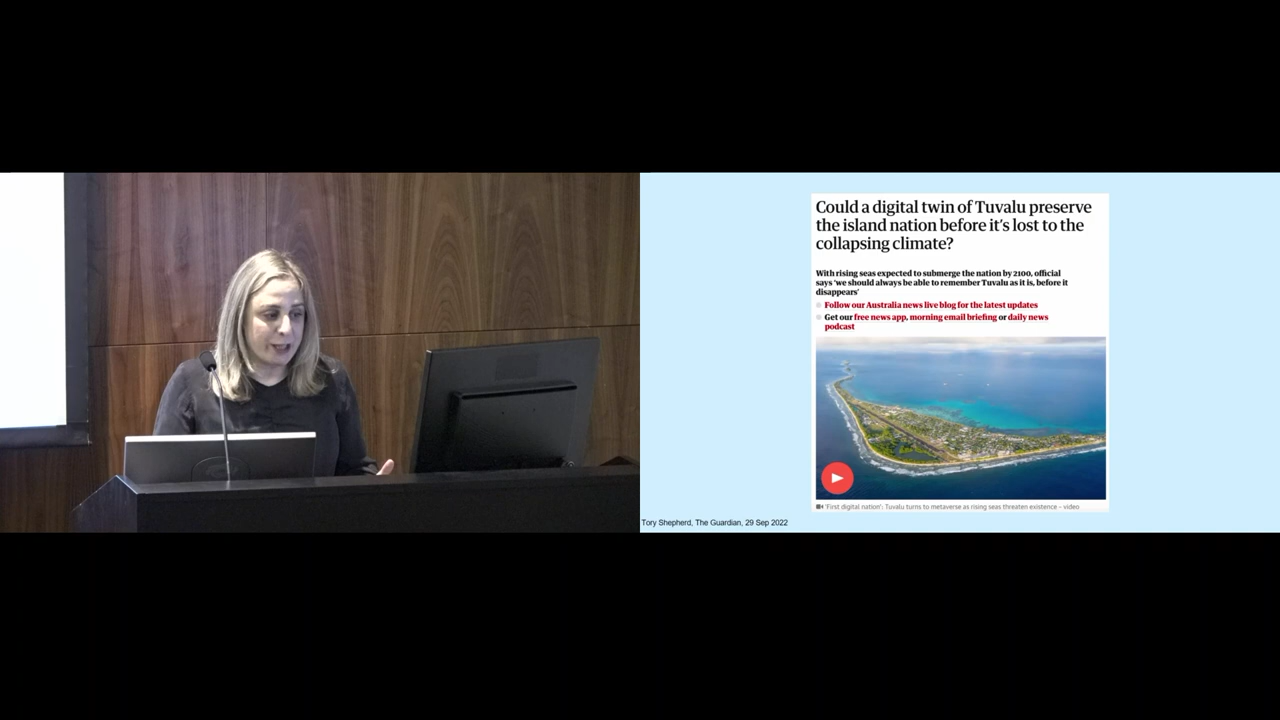 Could a digital twin of Tuvalu preserve
the island nation before it's lost to the
collapsing climate?
With rising seas expected to submerge the nation by 2100, official
says 'we should always be able to remember Tuvalu as it is, before it
disappears'
Follow our Australia news live blog for the latest updates
Get our free news app, morning email briefing or daily news
podcast
'First digital nation': Tuvalu turns to metaverse as rising seas threaten existence – video
Tory Shepherd, The Guardian, 29 Sep 2022